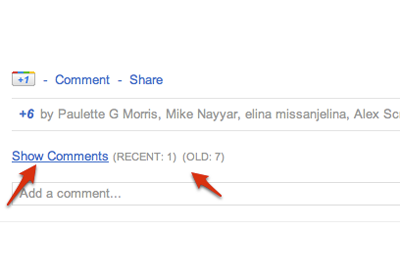 +1 - Comment - Share
+6 by Paulette G Morris, Mike Nayyar, elina missanjelina, Alex Sc
Show Comments (RECENT: 1) (OLD: 7)
Add a comment...